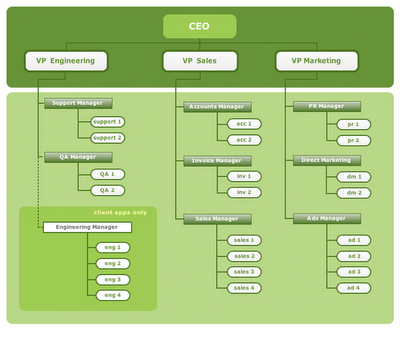 CEO
VP Engineering
VP Sales
VP Marketing
Support Manager
support 1
support 2
QA Manager
QA 1
QA 2
client apps only
Engineering Manager
eng 1
eng 2
eng 3
eng 4
Accounts Manager
acc 1
acc 2
Invoice Manager
inv 1
inv 2
Sales Manager
sales 1
sales 2
sales 3
sales 4
PR Manager
pr 1
pr 2
Direct Marketing
dm 1
dm 2
Ads Manager
ad 1
ad 2
ad 3
ad 4